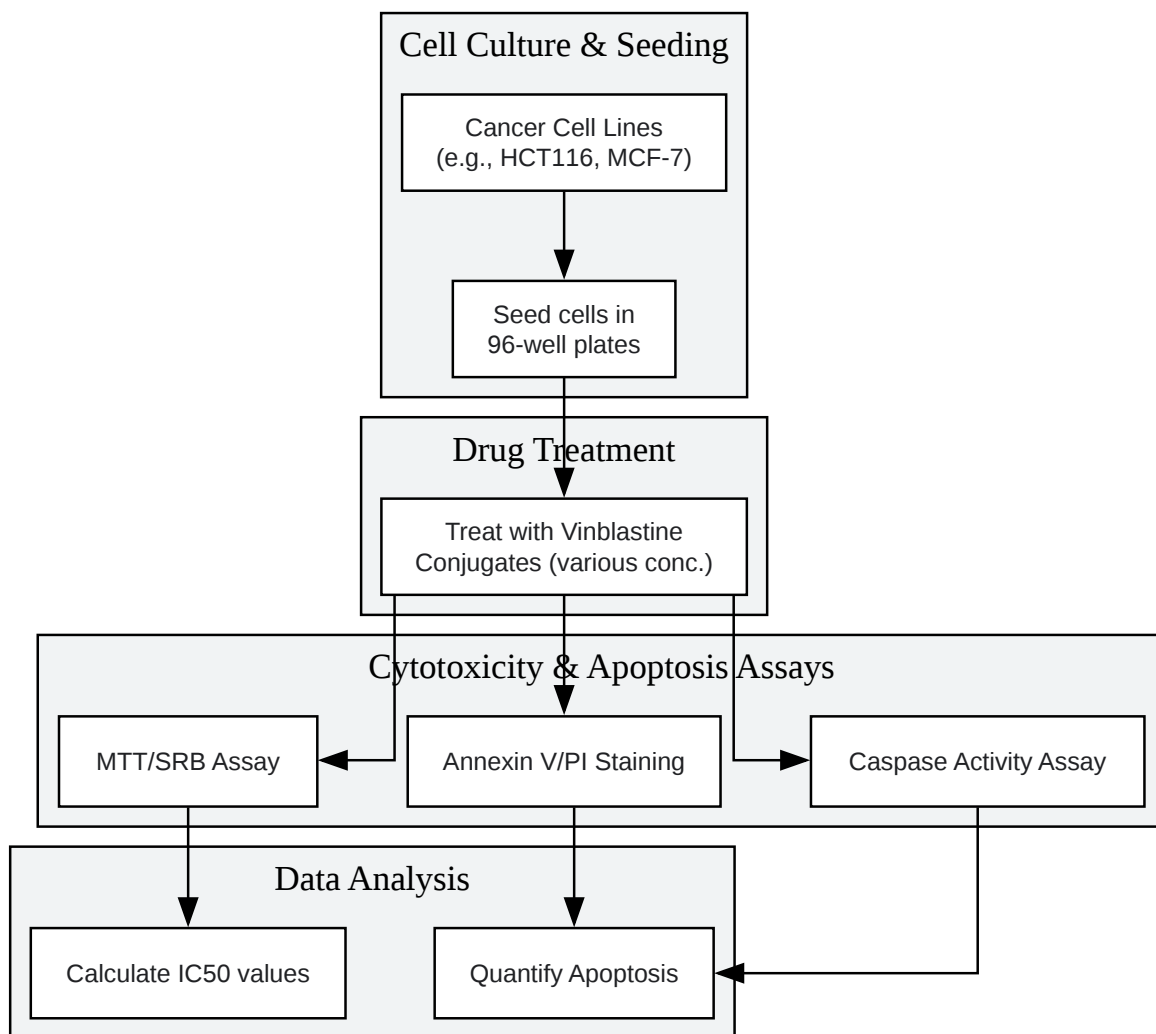 Cell Culture & Seeding
Cancer Cell Lines
(e.g., HCT116, MCF-7)
Seed cells in
96-well plates
Drug Treatment
Treat with Vinblastine
Conjugates (various conc.)
Cytotoxicity & Apoptosis Assays
MTT/SRB Assay
Annexin V/PI Staining
Caspase Activity Assay
Data Analysis
Calculate IC50 values
Quantify Apoptosis